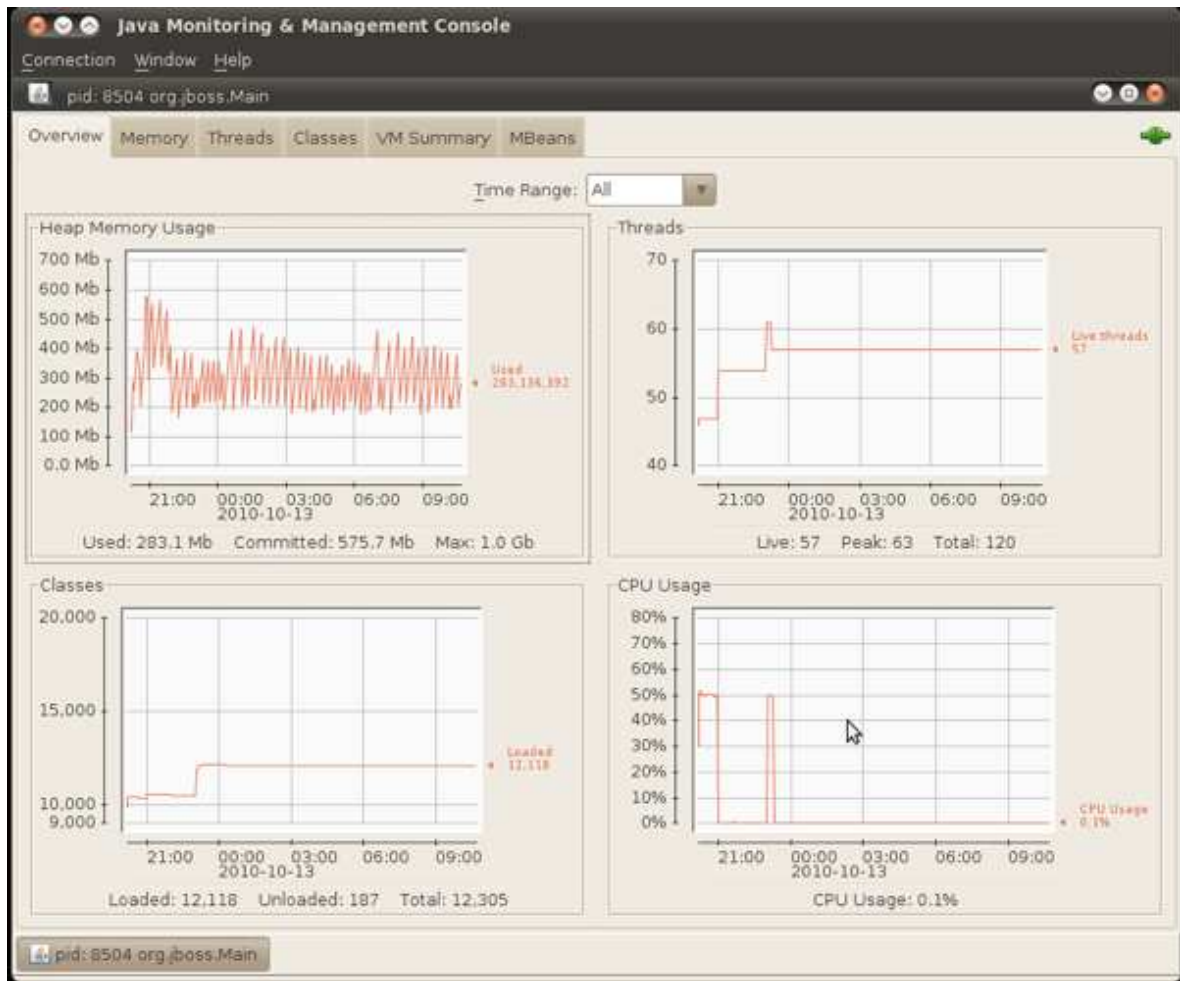 Java Monitoring & Management Console
Connection Window Help
pid: 8504 org.jboss.Main
Overview Memory Threads Classes VM Summary MBeans
Time Range: All
Heap Memory Usage
700 Mb
600 Mb
500 Mb
400 Mb
300 Mb
200 Mb
100 Mb
0.0 Mb
Used
283,136,392
21:00 00:00 03:00 06:00 09:00
2010-10-13
Used: 283.1 Mb Committed: 575.7 Mb Max: 1.0 Gb
Threads
70
60
50
40
Live threads
57
21:00 00:00 03:00 06:00 09:00
2010-10-13
Live: 57 Peak: 63 Total: 120
Classes
20,000
15,000
10,000
9,000
Loaded
12,118
21:00 00:00 03:00 06:00 09:00
2010-10-13
Loaded: 12,118 Unloaded: 187 Total: 12,305
CPU Usage
80%
70%
60%
50%
40%
30%
20%
10%
0%
CPU Usage
0.1%
21:00 00:00 03:00 06:00 09:00
2010-10-13
CPU Usage: 0.1%
pid: 8504 org.jboss.Main